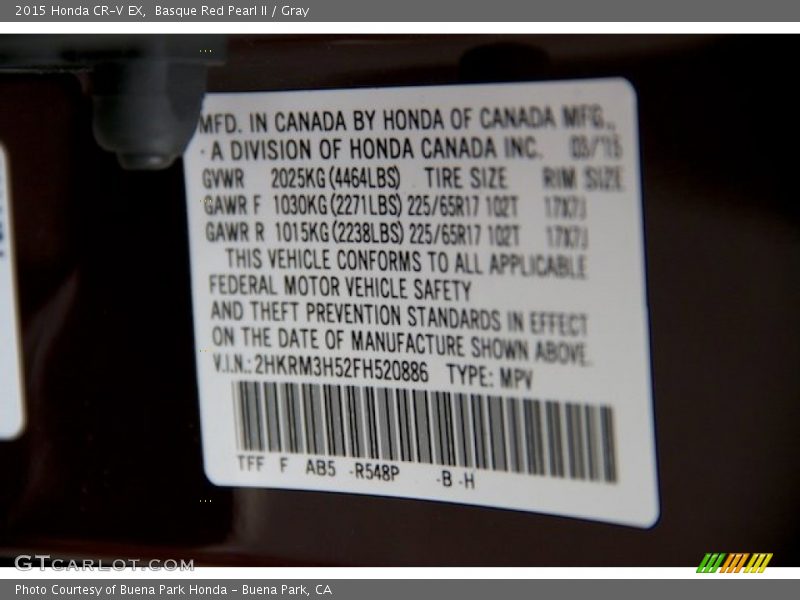 2015 Honda CR-V EX,  Basque Red Pearl II / Gray
MFD. IN CANADA BY HONDA OF CANADA MFG.,
A DIVISION OF HONDA CANADA INC. 03/15
GVWR 2025KG (4464LBS) TIRE SIZE RIM SIZE
GAWR F 1030KG (2271LBS) 225/65R17 102T 17X7J
GAWR R 1015KG (2238LBS) 225/65R17 102T 17X7J
THIS VEHICLE CONFORMS TO ALL APPLICABLE
FEDERAL MOTOR VEHICLE SAFETY
AND THEFT PREVENTION STANDARDS IN EFFECT
ON THE DATE OF MANUFACTURE SHOWN ABOVE.
V.I.N.: 2HKRM3H52FH520886 TYPE: MPV
TFF F AB5 -R548P -B -H
GTCARLOT.COM
Photo Courtesy of Buena Park Honda - Buena Park, CA